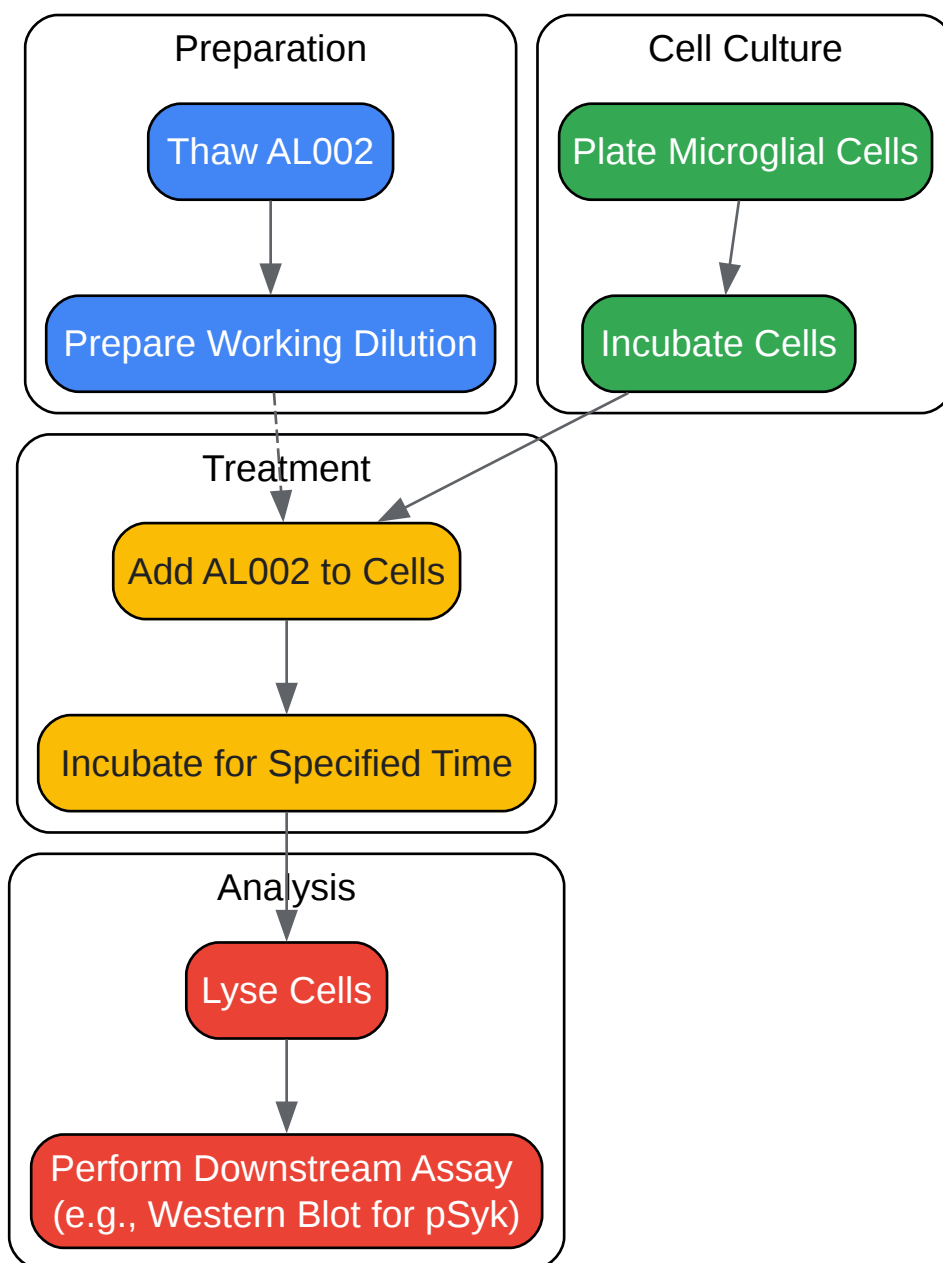 Preparation
Thaw AL002
Prepare Working Dilution
Cell Culture
Plate Microglial Cells
Incubate Cells
Treatment
Add AL002 to Cells
Incubate for Specified Time
Analysis
Lyse Cells
Perform Downstream Assay
(e.g., Western Blot for pSyk)